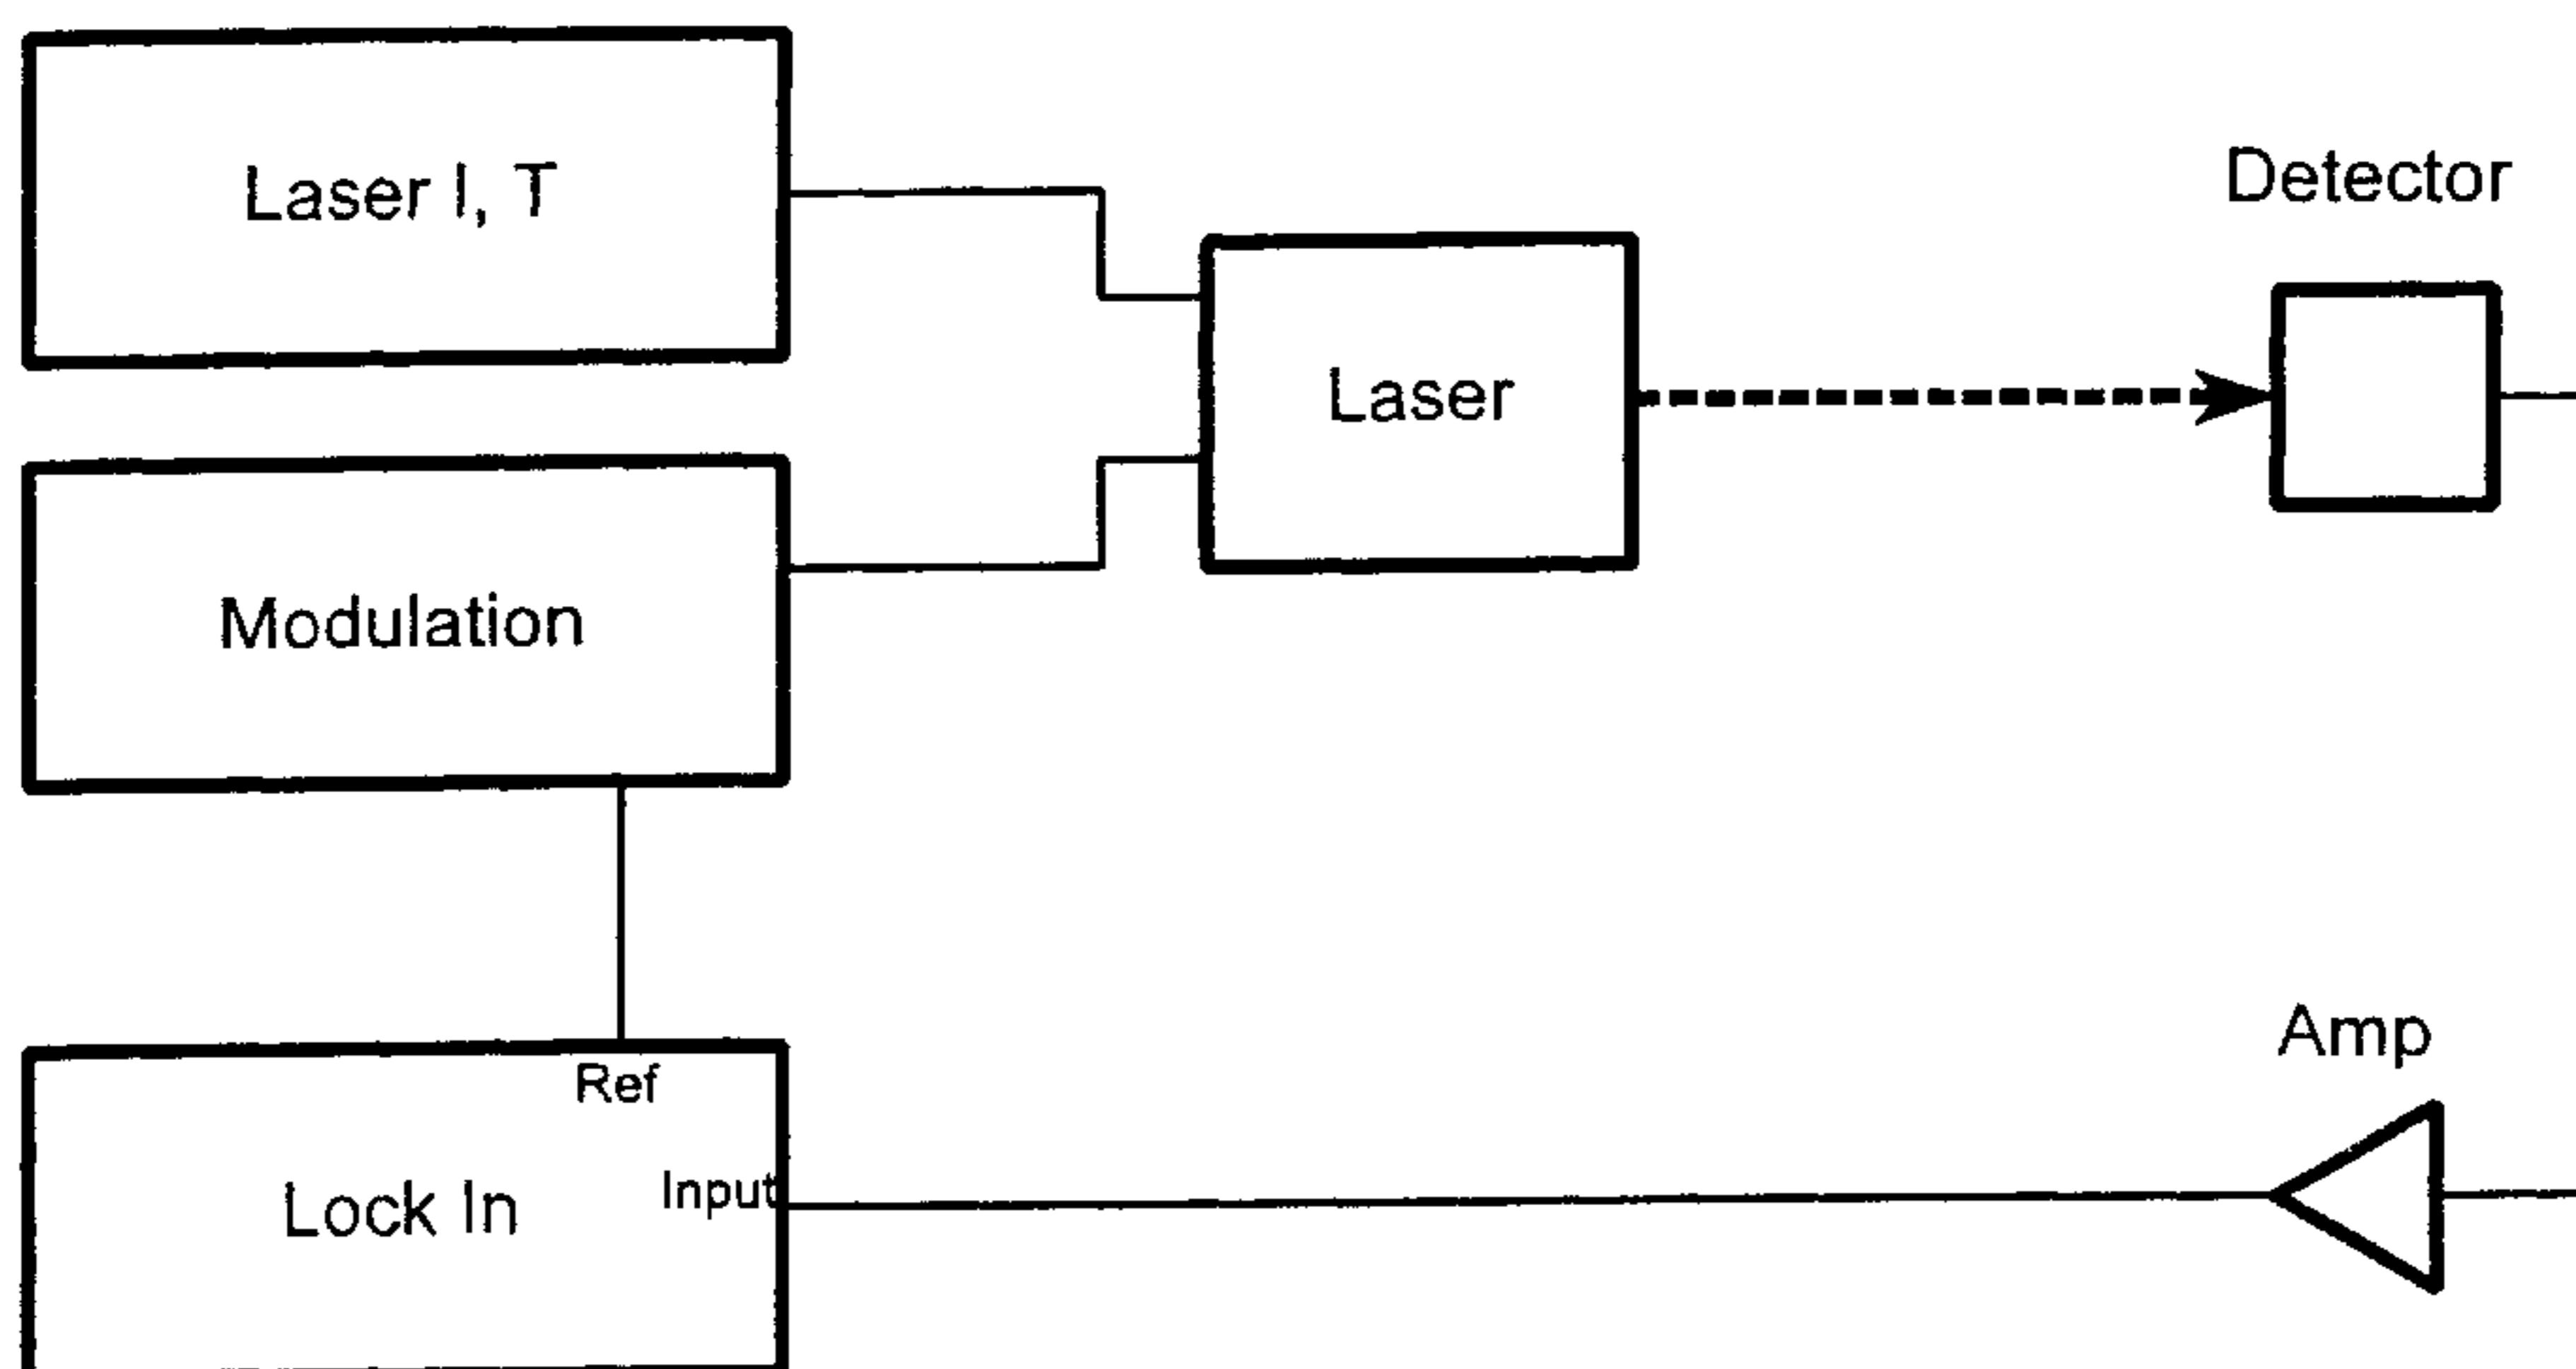 Laser I, T
Detector
Laser
Modulation
Amp
Ref
Input
Lock In